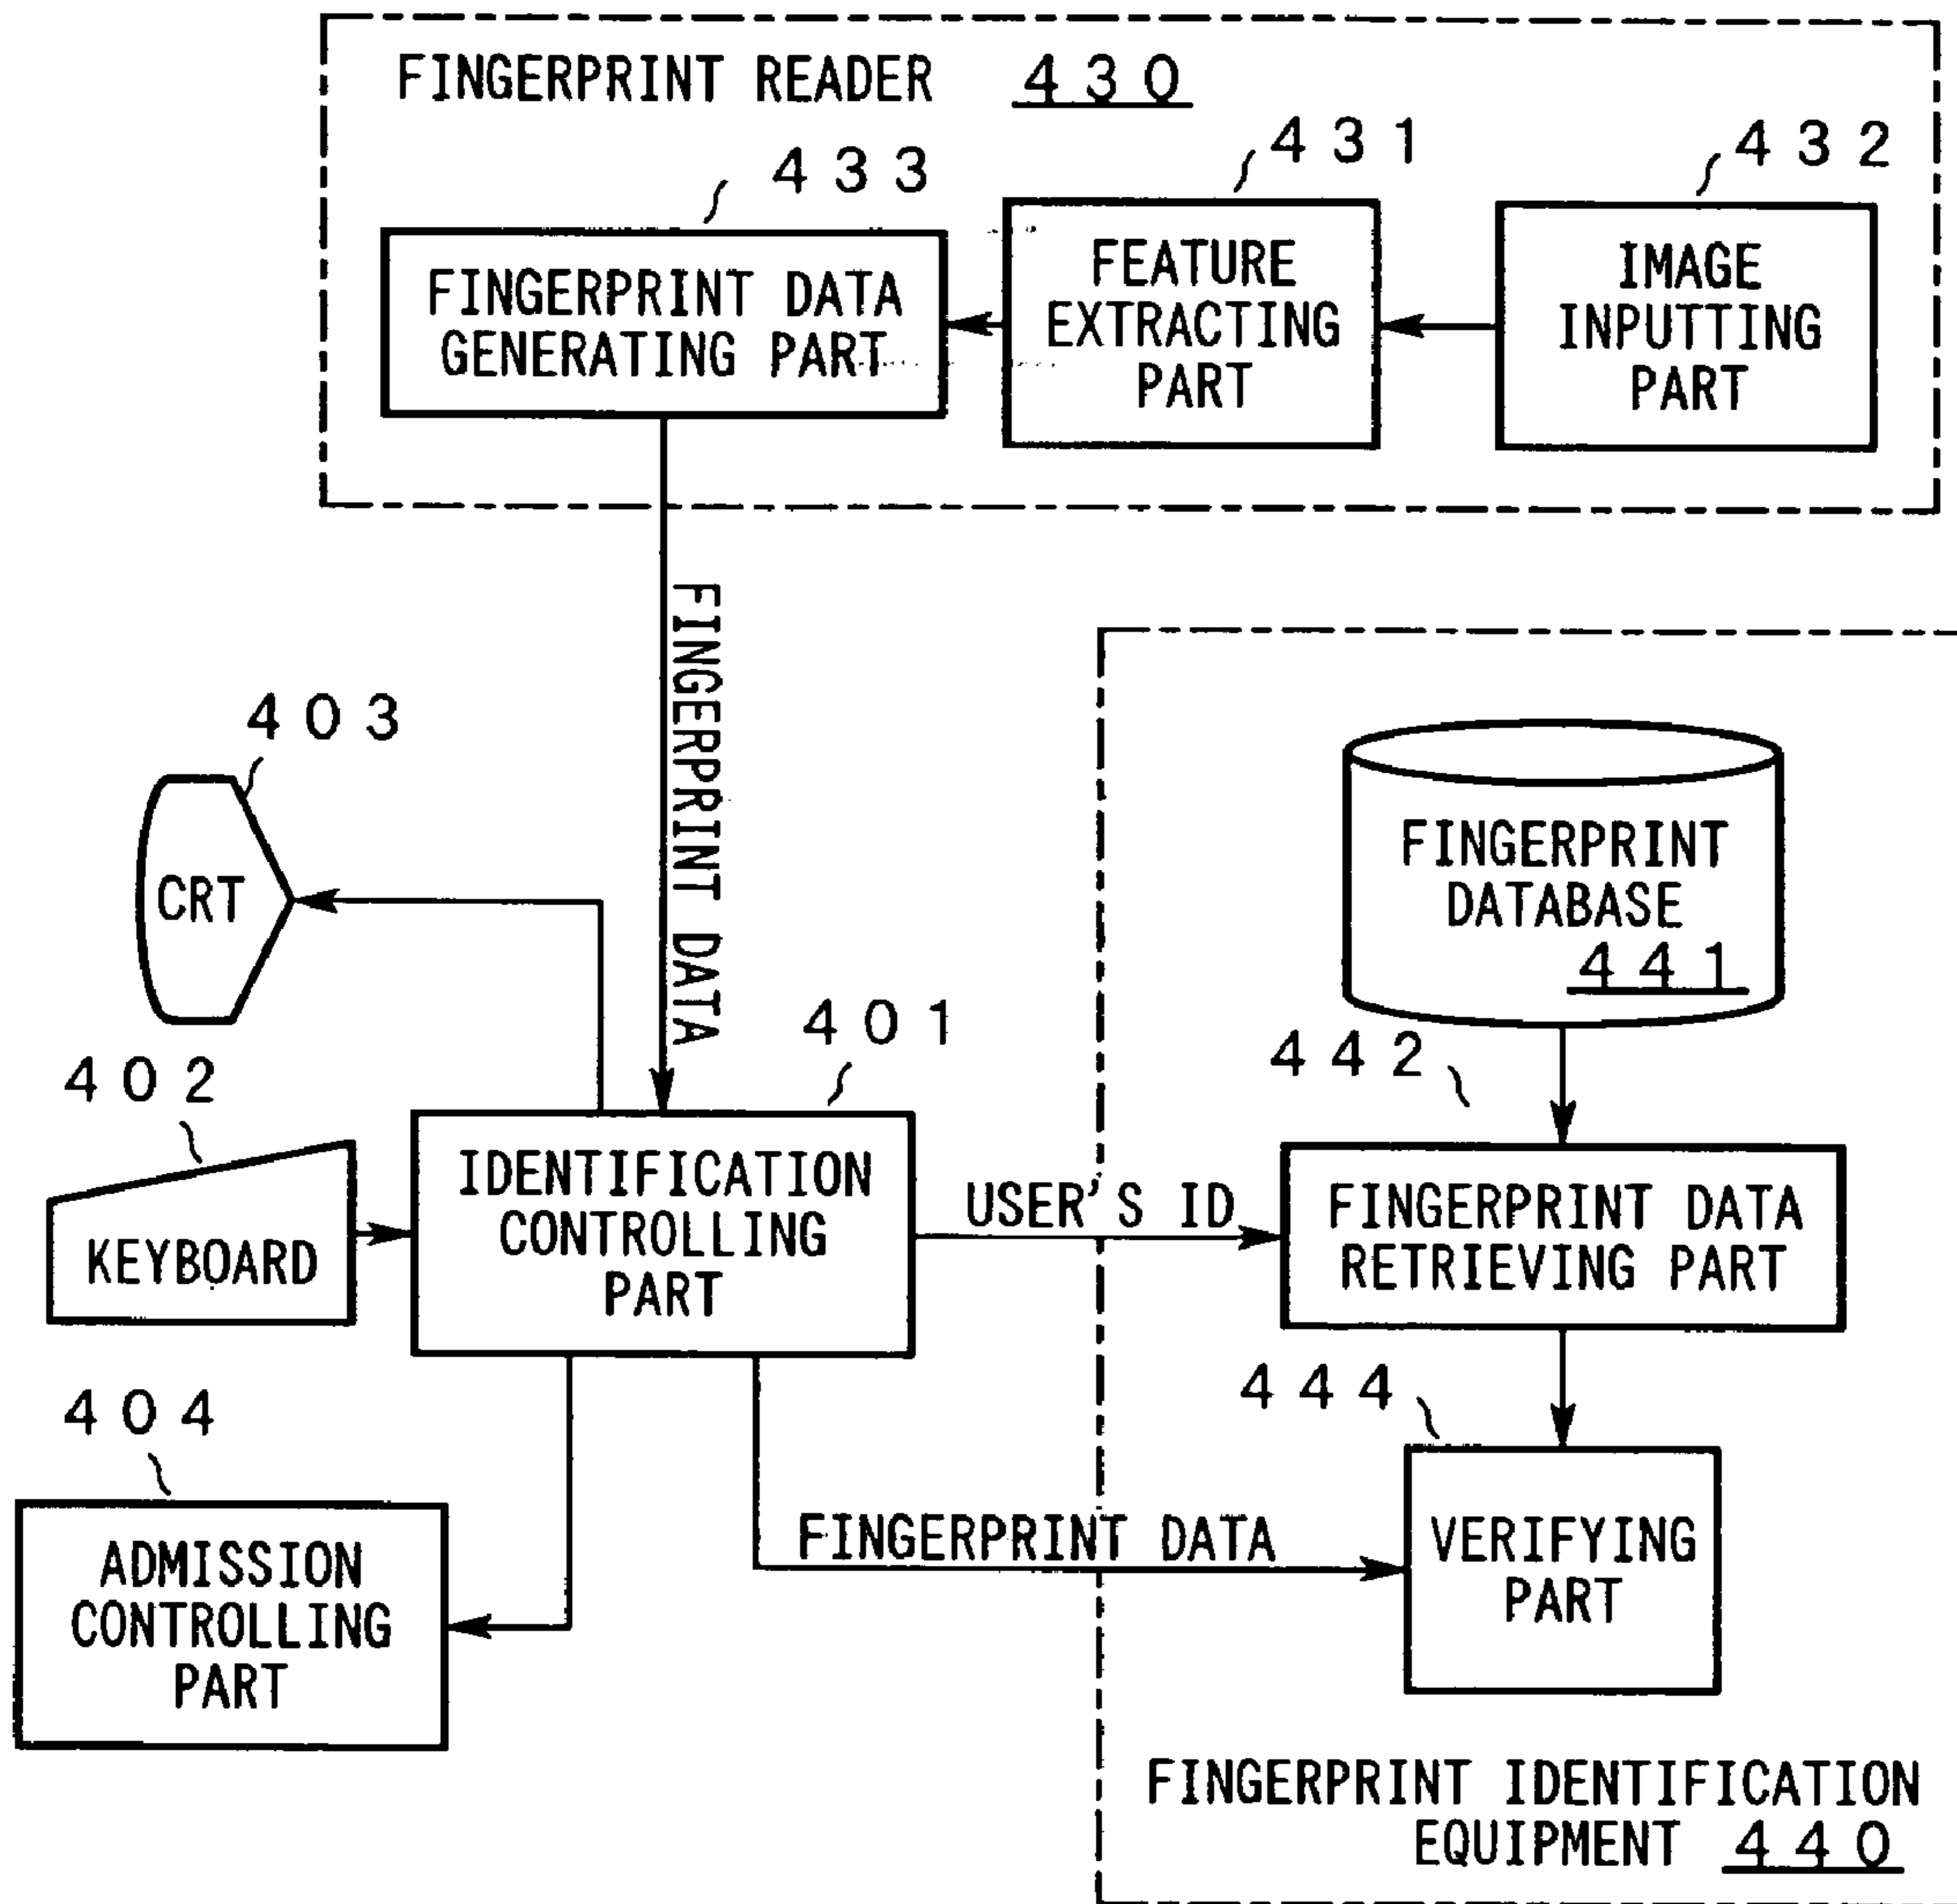 FINGERPRINT READER 430
433
431
432
FINGERPRINT DATA
GENERATING PART
FEATURE
EXTRACTING
PART
IMAGE
INPUTTING
PART
FINGERPRINT DATA
403
CRT
FINGERPRINT
DATABASE
441
402
401
442
KEYBOARD
IDENTIFICATION
CONTROLLING
PART
USER'S ID
FINGERPRINT DATA
RETRIEVING PART
404
444
ADMISSION
CONTROLLING
PART
FINGERPRINT DATA
VERIFYING
PART
FINGERPRINT IDENTIFICATION
EQUIPMENT 440